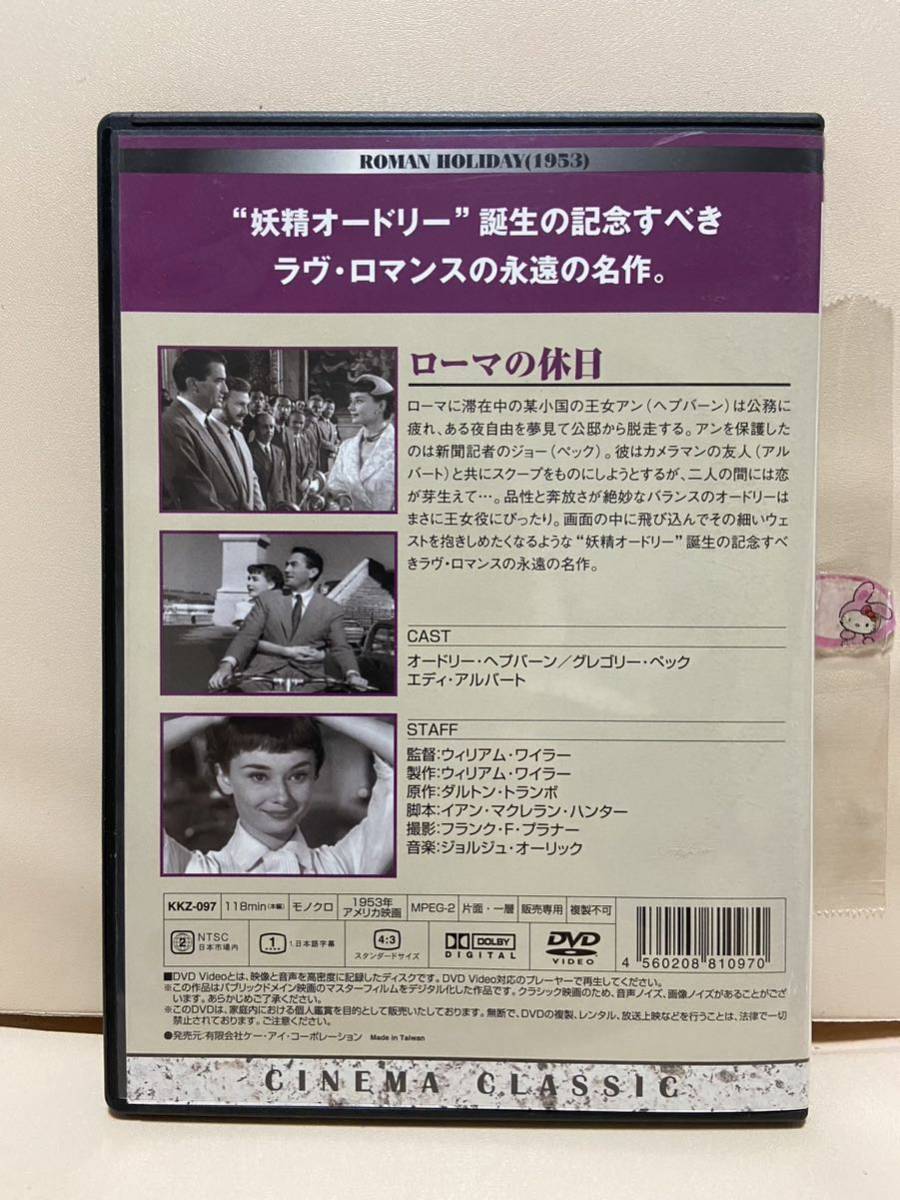 ROMAN HOLIDAY(1953)
“妖精オードリー”誕生の記念すべき
ラヴ・ロマンスの永遠の名作。
ローマの休日
ローマに滞在中の某小国の王女アン（ヘプバーン）は公務に
疲れ、ある夜自由を夢見て公邸から脱走する。アンを保護した
のは新聞記者のジョー（ペック）。彼はカメラマンの友人（アル
バート）と共にスクープをものにしようとするが、二人の間には恋
が芽生えて…。品性と奔放さが絶妙なバランスのオードリーは
まさに王女役にぴったり。画面の中に飛び込んでその細いウェ
ストを抱きしめたくなるような“妖精オードリー”誕生の記念すべ
きラヴ・ロマンスの永遠の名作。
CAST
オードリー・ヘプバーン／グレゴリー・ペック
エディ・アルバート
STAFF
監督:ウィリアム・ワイラー
製作:ウィリアム・ワイラー
原作:ダルトン・トランボ
脚本:イアン・マクレラン・ハンター
撮影:フランク・F・プラナー
音楽:ジョルジュ・オーリック
KKZ-097 118min(本編) モノクロ 1953年 アメリカ映画 MPEG-2 片面・一層 販売専用 複製不可
2 NTSC 日本市場内 1 1.日本語字幕 4:3 スタンダードサイズ DOLBY DIGITAL DVD VIDEO
4 560208 810970
■DVD Videoとは、映像と音声を高密度に記録したディスクです。DVD Video対応のプレーヤーで再生してください。
※この作品はパブリックドメイン映画のマスターフィルムをデジタル化した作品です。クラシック映画のため、音声ノイズ、画像ノイズがあることがござ
います。あらかじめご了承ください。
※このDVDは、家庭内における個人鑑賞を目的として販売いたしております。無断で、DVDの複製、レンタル、放送上映などを行うことは、法律で一切
禁止されております。ご注意ください。
●発売元:有限会社ケー・アイ・コーポレーション Made in Taiwan
CINEMA CLASSIC